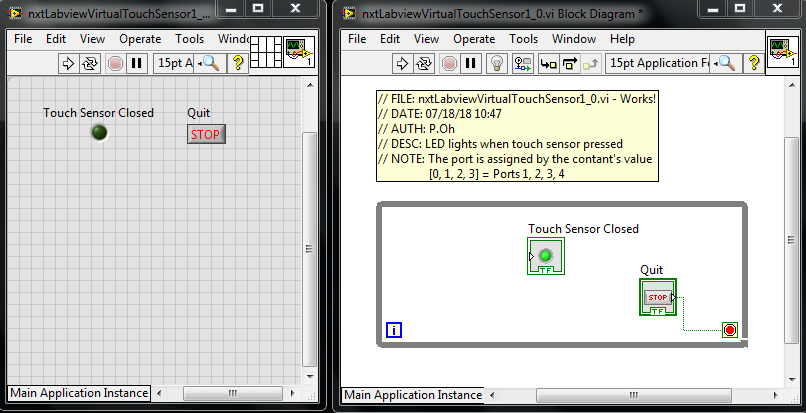 nxtLabviewVirtualTouchSensor1_...
File Edit View Operate Tools Windo
15pt A
Touch Sensor Closed
Quit
STOP
Main Application Instance
nxtLabviewVirtualTouchSensor1_0.vi Block Diagram *
File Edit View Project Operate Tools Window Help
15pt Application Fo
// FILE: nxtLabviewVirtualTouchSensor1_0.vi - Works!
// DATE: 07/18/18 10:47
// AUTH: P.Oh
// DESC: LED lights when touch sensor pressed
// NOTE: The port is assigned by the contant's value
[0, 1, 2, 3] = Ports 1, 2, 3, 4
Touch Sensor Closed
TF
Quit
STOP
TF
i
Main Application Instance